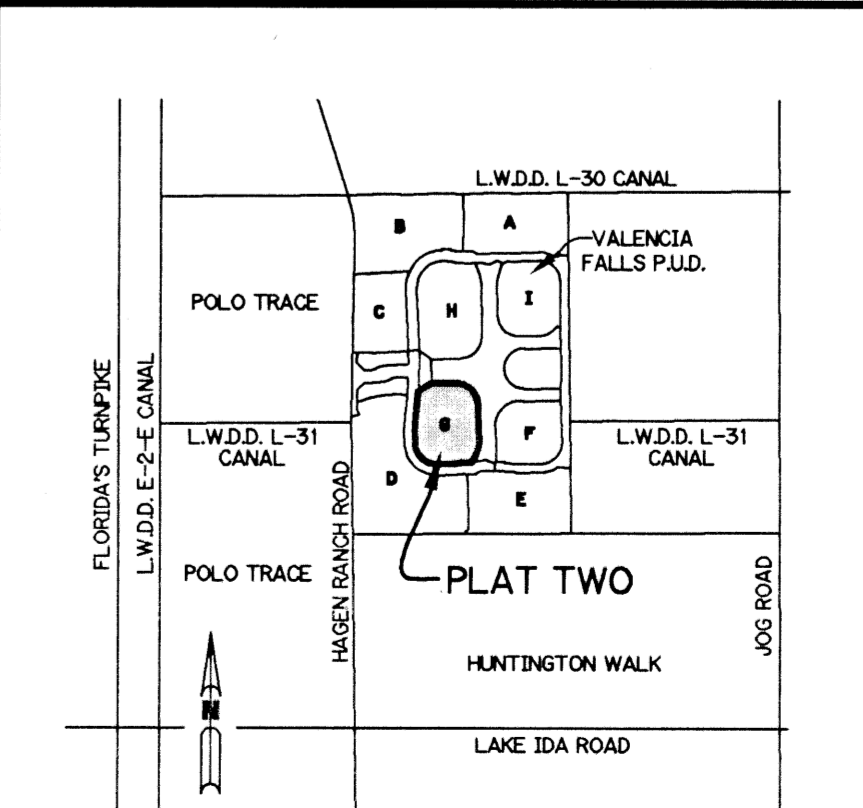 L.W.D.D. L-30 CANAL
B
A
VALENCIA
FALLS P.U.D.
POLO TRACE
C
H
I
FLORIDA'S TURNPIKE
L.W.D.D. E-2-E CANAL
L.W.D.D. L-31
CANAL
G
F
L.W.D.D. L-31
CANAL
D
E
HAGEN RANCH ROAD
POLO TRACE
PLAT TWO
JOG ROAD
HUNTINGTON WALK
N
LAKE IDA ROAD